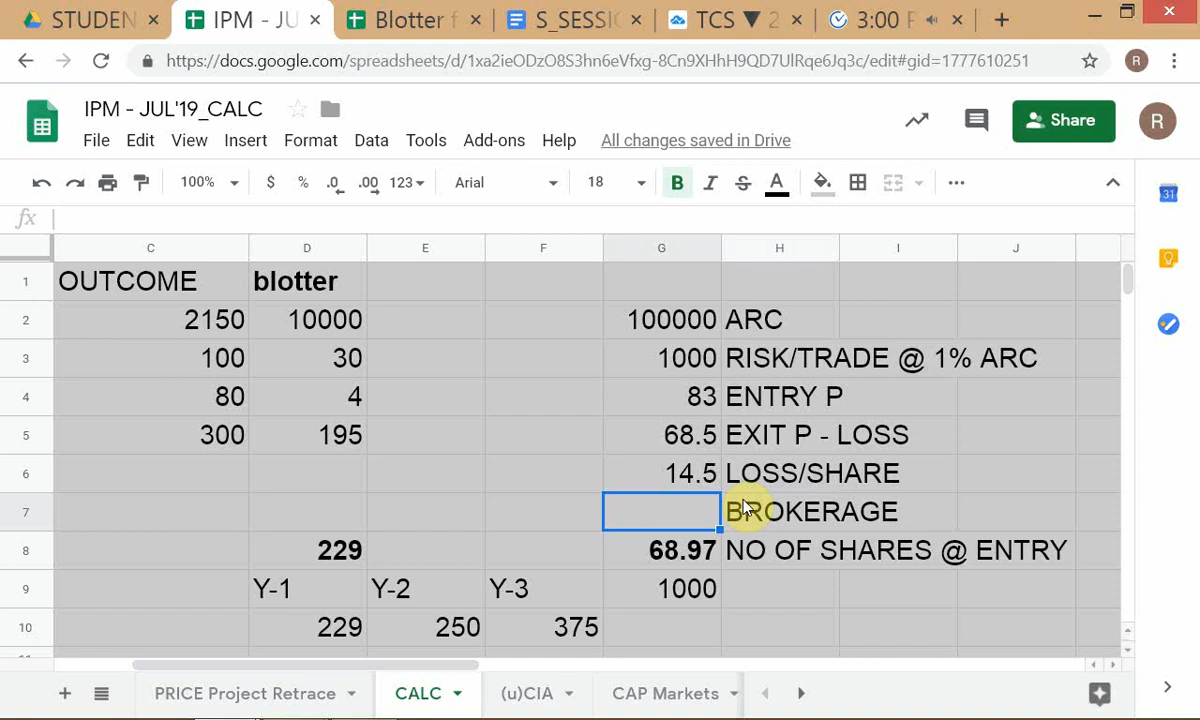 STUDEN
IPM - JU
Blotter f
S_SESSIO
TCS ▼ 2
3:00 P
https://docs.google.com/spreadsheets/d/1xa2ieODzO8S3hn6eVfxg-8Cn9XHhH9QD7UlRqe6Jq3c/edit#gid=1777610251
R
IPM - JUL'19_CALC
Share
R
File Edit View Insert Format Data Tools Add-ons Help All changes saved in Drive
100% $ % .0 .00 123 Arial 18 B I S A
31
fx
C D E F G H I J
1 OUTCOME blotter
2 2150 10000 100000 ARC
3 100 30 1000 RISK/TRADE @ 1% ARC
4 80 4 83 ENTRY P
5 300 195 68.5 EXIT P - LOSS
6 14.5 LOSS/SHARE
7 BROKERAGE
8 229 68.97 NO OF SHARES @ ENTRY
9 Y-1 Y-2 Y-3 1000
10 229 250 375
PRICE Project Retrace CALC (u)CIA CAP Markets